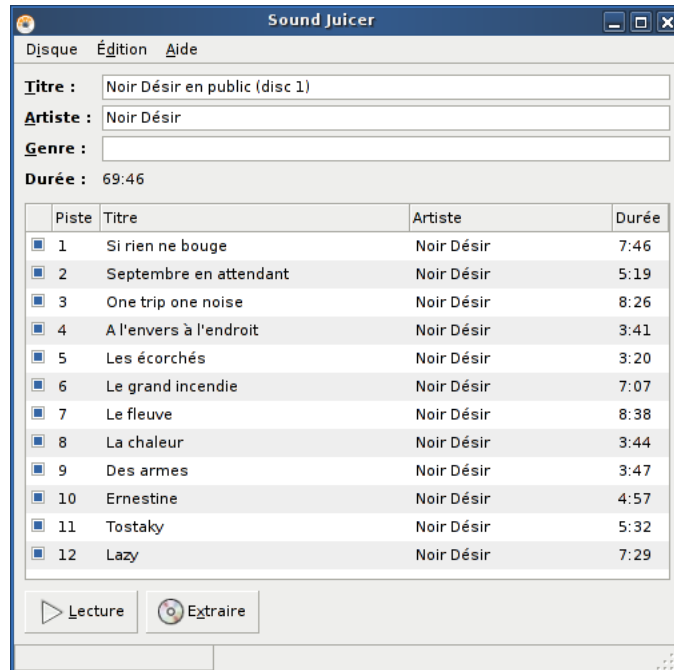 Sound Juicer
Disque Édition Aide
Titre : Noir Désir en public (disc 1)
Artiste : Noir Désir
Genre :
Durée : 69:46
Piste Titre Artiste Durée
1 Si rien ne bouge Noir Désir 7:46
2 Septembre en attendant Noir Désir 5:19
3 One trip one noise Noir Désir 8:26
4 A l'envers à l'endroit Noir Désir 3:41
5 Les écorchés Noir Désir 3:20
6 Le grand incendie Noir Désir 7:07
7 Le fleuve Noir Désir 8:38
8 La chaleur Noir Désir 3:44
9 Des armes Noir Désir 3:47
10 Ernestine Noir Désir 4:57
11 Tostaky Noir Désir 5:32
12 Lazy Noir Désir 7:29
Lecture Extraire